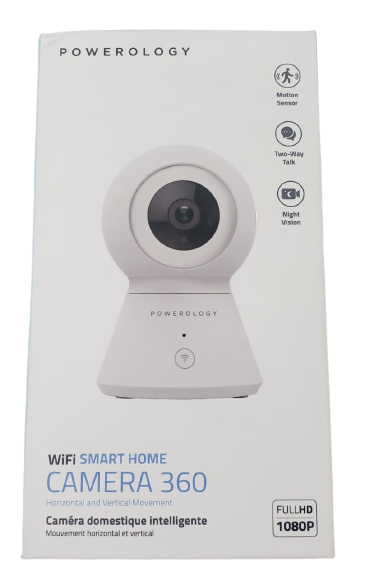 POWEROLOGY
Motion
Sensor
Two-Way
Talk
Night
Vision
POWEROLOGY
WiFi SMART HOME
CAMERA 360
Horizontal and Vertical Movement
Caméra domestique intelligente
Mouvement horizontal et vertical
FULLHD
1080P